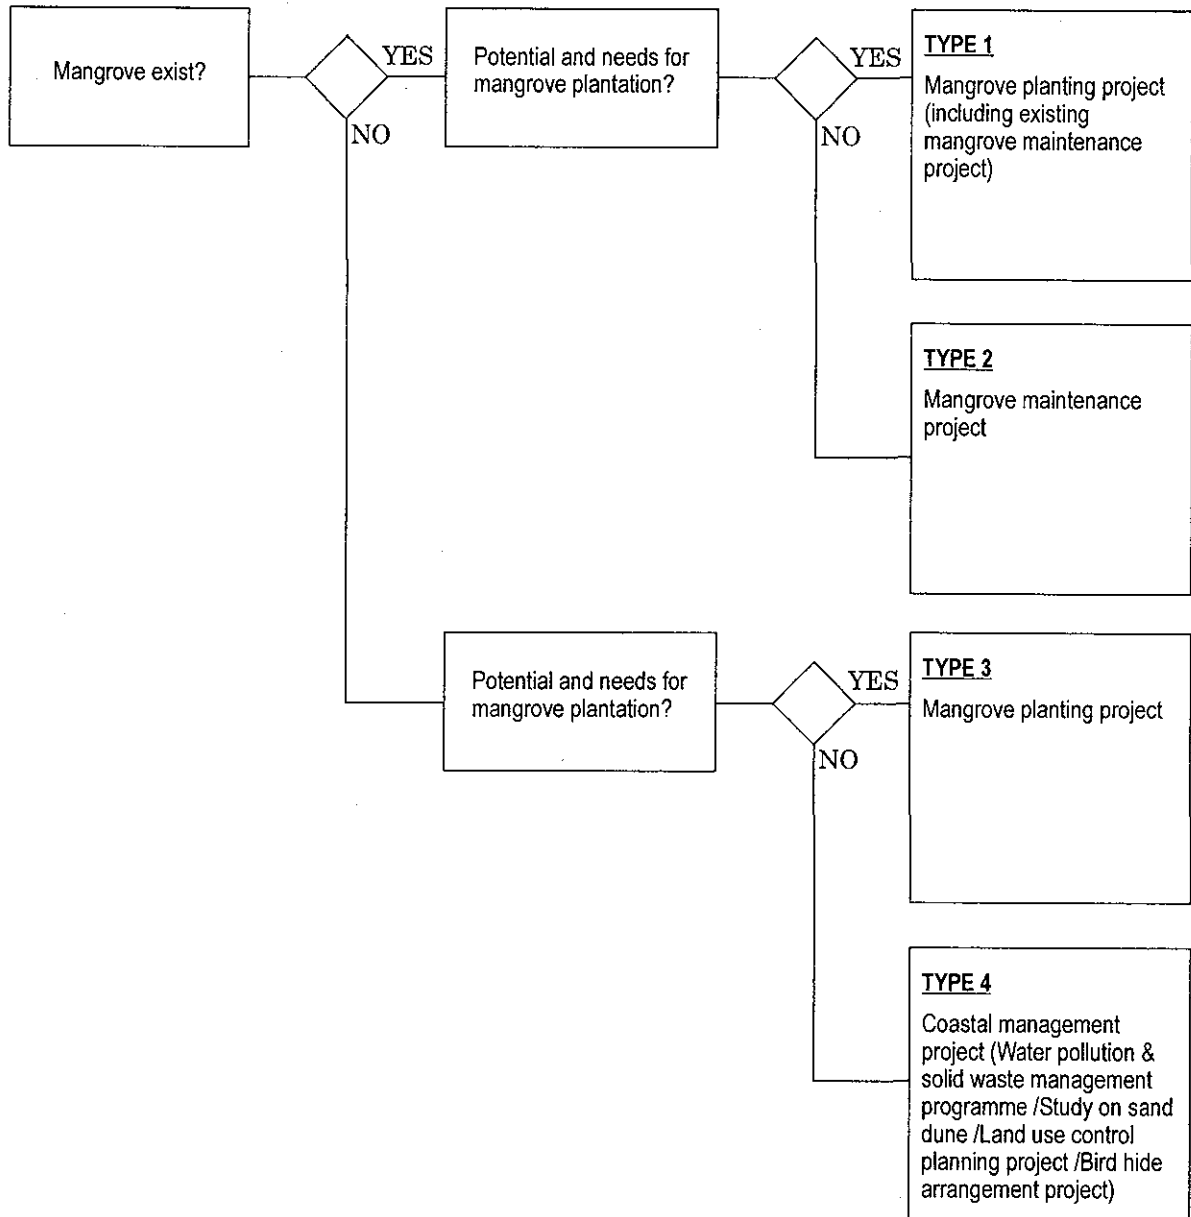 Mangrove exist?
YES
NO
Potential and needs for
mangrove plantation?
YES
NO
TYPE 1
Mangrove planting project
(including existing
mangrove maintenance
project)
TYPE 2
Mangrove maintenance
project
Potential and needs for
mangrove plantation?
YES
NO
TYPE 3
Mangrove planting project
TYPE 4
Coastal management
project (Water pollution &
solid waste management
programme /Study on sand
dune /Land use control
planning project /Bird hide
arrangement project)